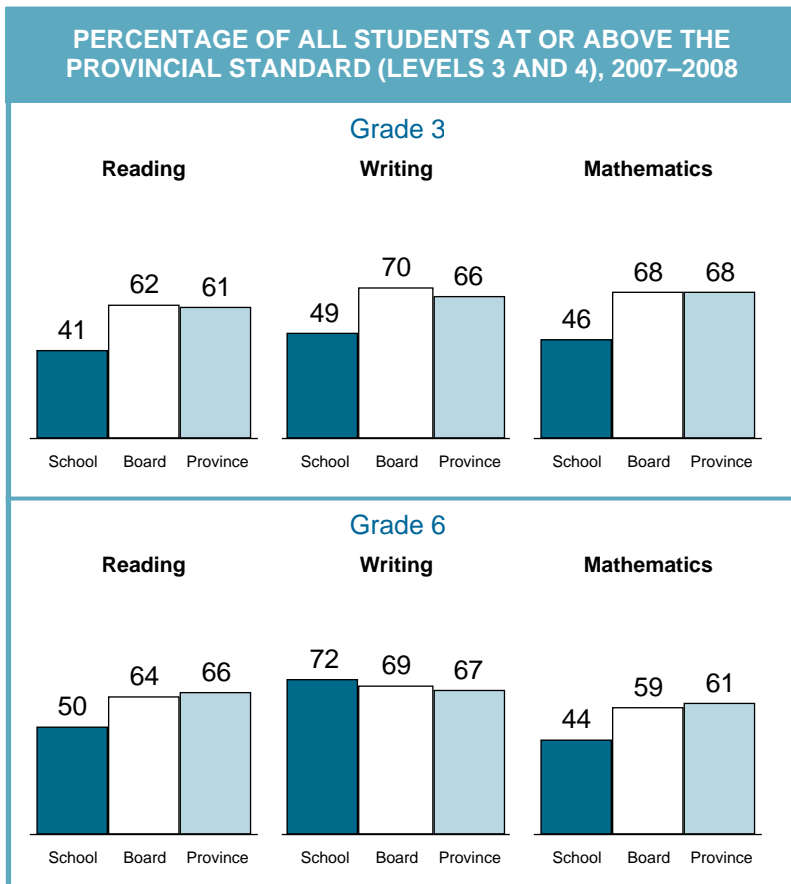 PERCENTAGE OF ALL STUDENTS AT OR ABOVE THE
PROVINCIAL STANDARD (LEVELS 3 AND 4), 2007–2008
Grade 3
Reading Writing Mathematics
41 62 61 49 70 66 46 68 68
School Board Province School Board Province School Board Province
Grade 6
Reading Writing Mathematics
50 64 66 72 69 67 44 59 61
School Board Province School Board Province School Board Province